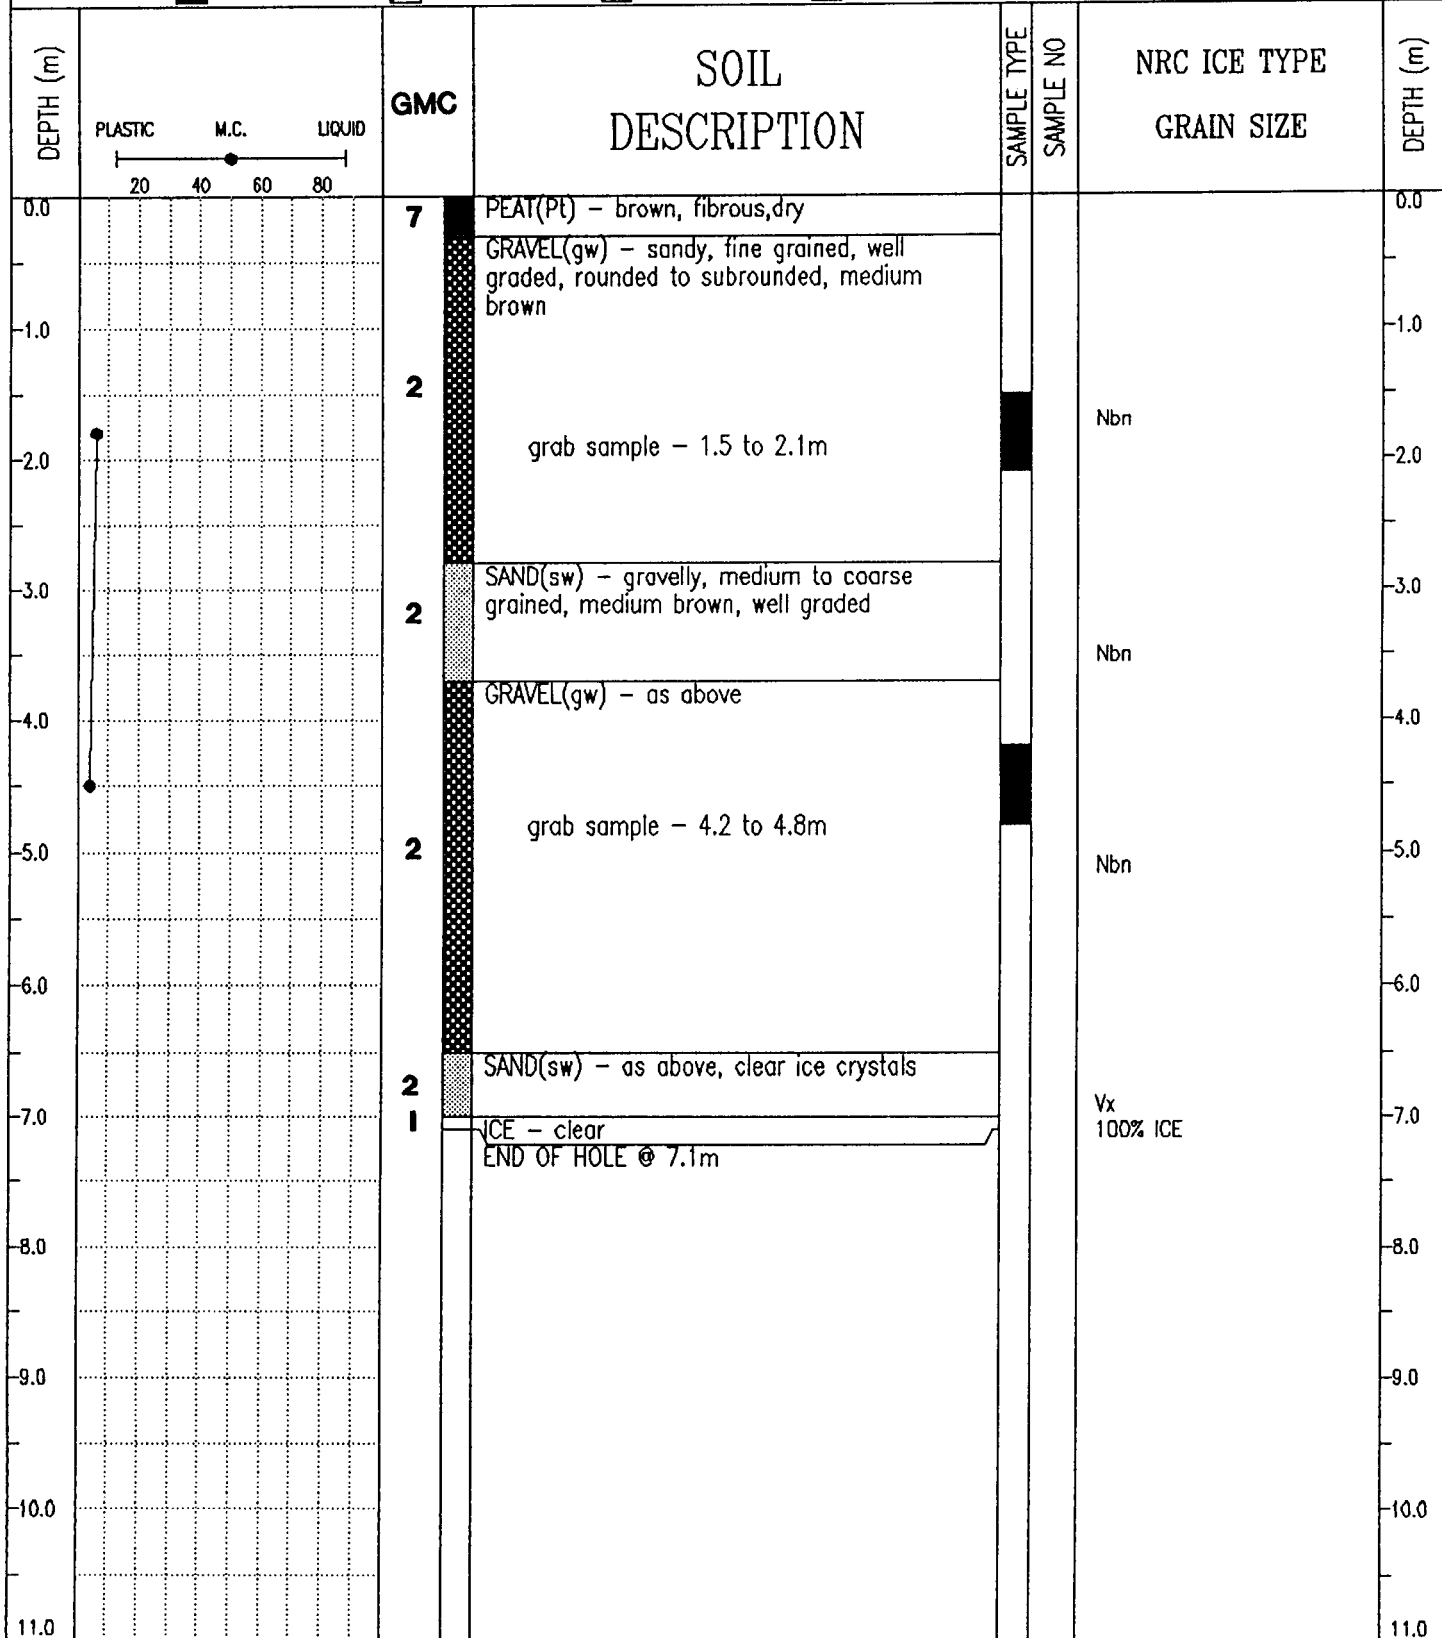 DEPTH (m)
PLASTIC M.C. LIQUID
20 40 60 80
GMC
SOIL
DESCRIPTION
SAMPLE TYPE
SAMPLE NO
NRC ICE TYPE
GRAIN SIZE
DEPTH (m)
0.0
7
PEAT(Pt) – brown, fibrous,dry
0.0
GRAVEL(gw) – sandy, fine grained, well
graded, rounded to subrounded, medium
brown
1.0
1.0
2
Nbn
grab sample – 1.5 to 2.1m
2.0
2.0
SAND(sw) – gravelly, medium to coarse
grained, medium brown, well graded
3.0
3.0
2
Nbn
GRAVEL(gw) – as above
4.0
4.0
grab sample – 4.2 to 4.8m
5.0
2
5.0
Nbn
6.0
6.0
SAND(sw) – as above, clear ice crystals
2
Vx
7.0
1
7.0
ICE – clear
100% ICE
END OF HOLE @ 7.1m
8.0
8.0
9.0
9.0
10.0
10.0
11.0
11.0